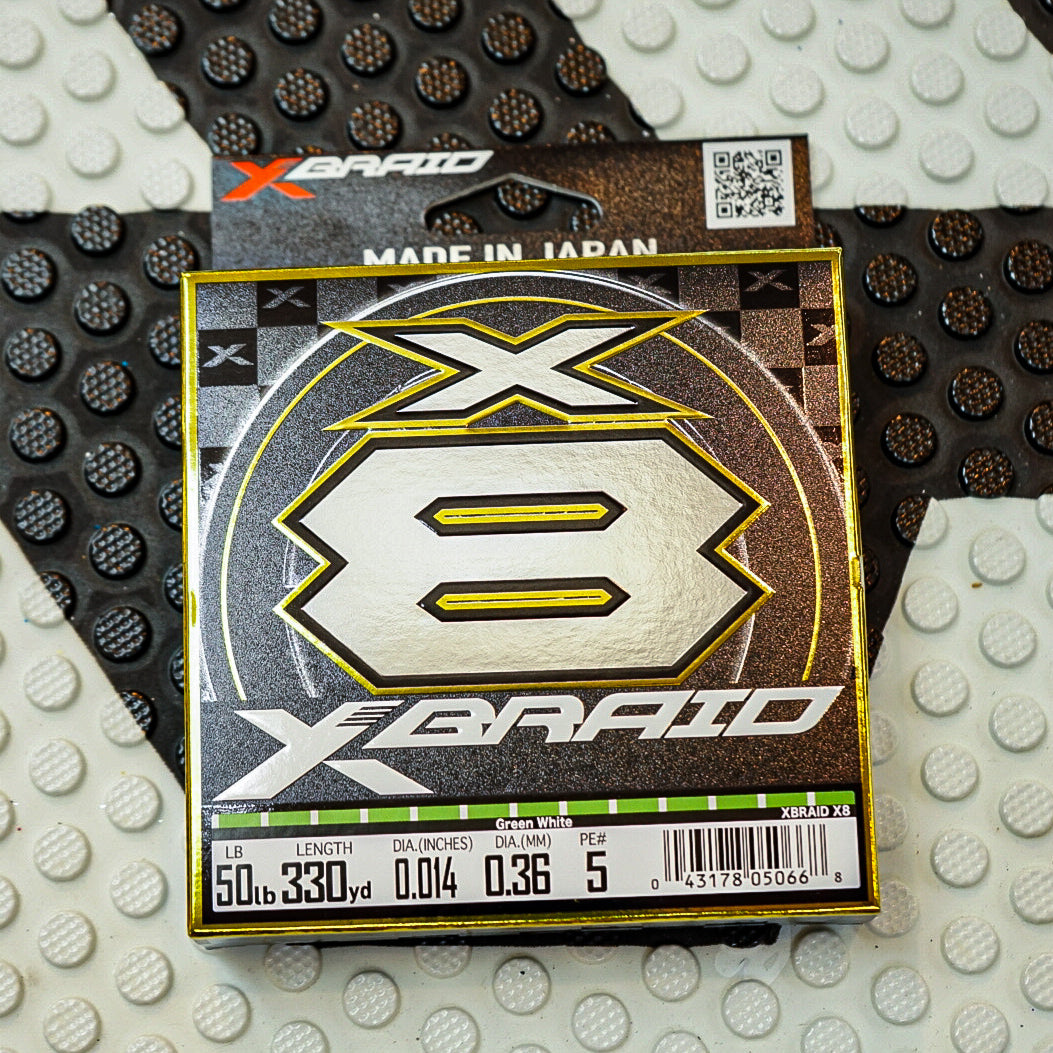 XBRAID
MADE IN JAPAN
X
8
XBRAID
Green White
XBRAID X8
LB LENGTH DIA.(INCHES) DIA.(MM) PE#
50lb 330yd 0.014 0.36 5
0 43178 05066 8